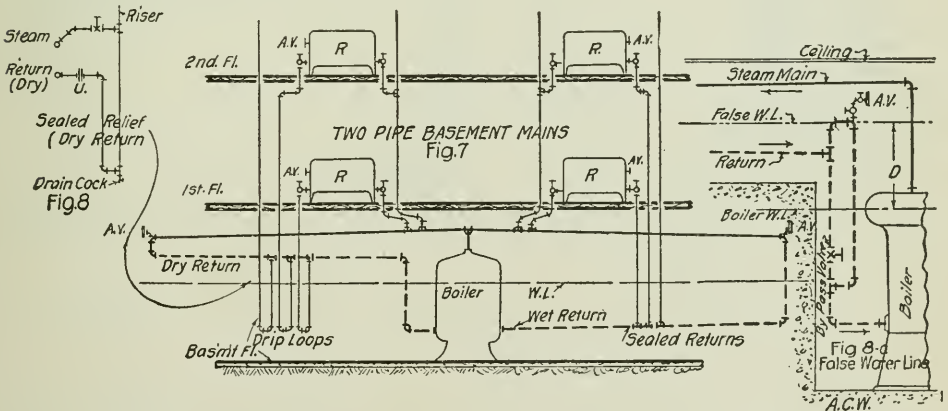 Riser
Steam
Return
(Dry)
U.
Sealed Relief
(Dry Return
Drain Cock
Fig.8
A.V.
R
R
A.V.
2nd. Fl.
TWO PIPE BASEMENT MAINS
Fig.7
A.V.
R
R
A.V.
1st. Fl.
A.V.
Dry Return
Boiler
W.L.
Wet Return
Drip Loops
Sealed Returns
Bas'mt Fl.
Ceiling
Steam Main
A.V.
False W.L.
Return
D
Boiler W.L.
A.V.
By Pass Valve
Boiler
Fig 8-a
False Water Line
A.C.W.